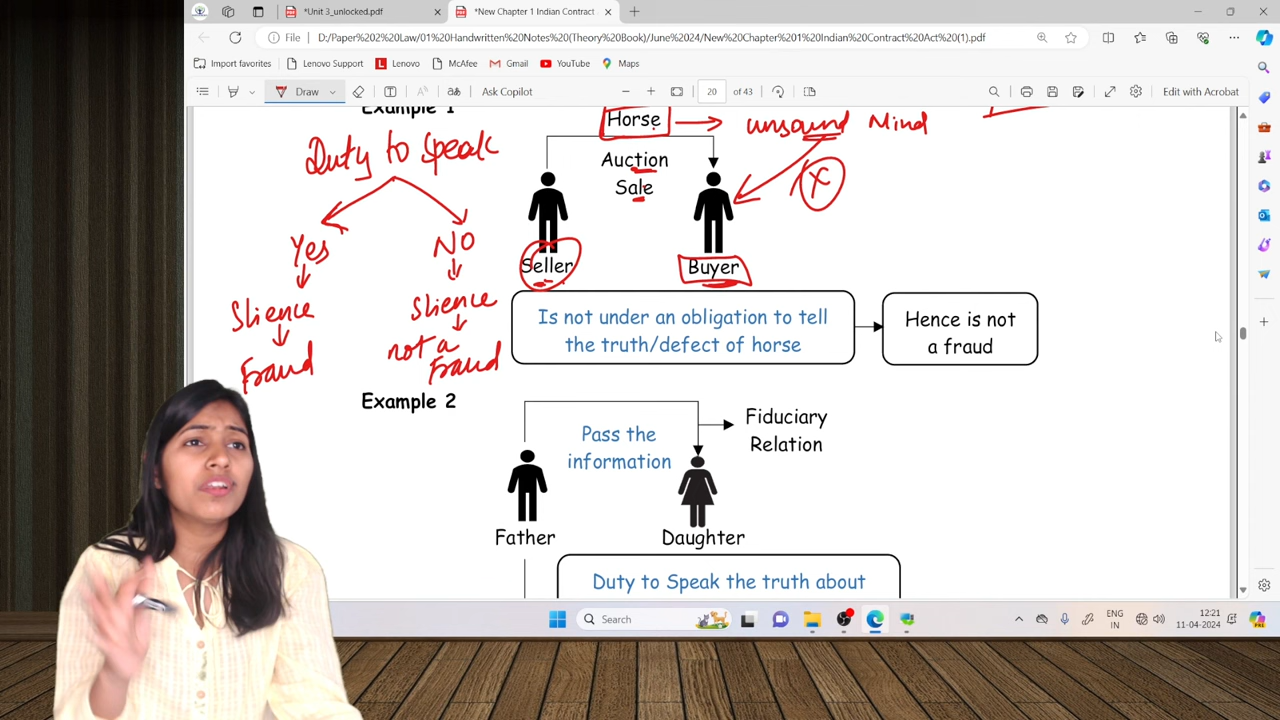 *Unit 3_unlocked.pdf
*New Chapter 1 Indian Contract
File
D:/Paper%202%20Law/01%20Handwritten%20Notes%20(Theory%20Book)/June%2024/New%20Chapter%201%20Indian%20Contract%20Act%20(1).pdf
Import favorites
Lenovo Support
Lenovo
McAfee
Gmail
YouTube
Maps
Draw
Ask Copilot
20 of 43
Edit with Acrobat
Example 1
Horse
unsound Mind
Duty to speak
Auction
Sale
Yes
NO
Seller
Buyer
Slience
Slience
Fraud
not a
Fraud
Is not under an obligation to tell
the truth/defect of horse
Hence is not
a fraud
Example 2
Pass the
information
Fiduciary
Relation
Father
Daughter
Duty to Speak the truth about
Search
ENG
IN
12:21
11-04-2024